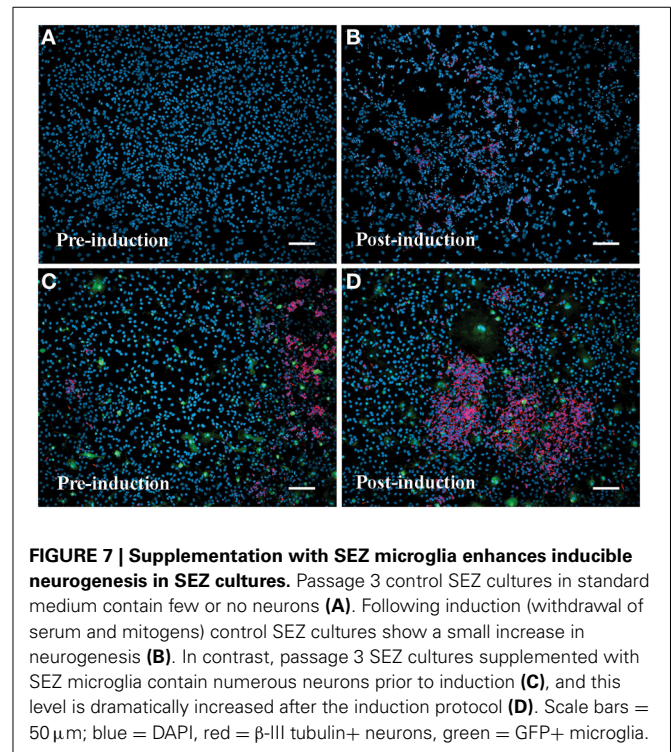 A
B
Pre-induction
Post-induction
C
D
Pre-induction
Post-induction
FIGURE 7 | Supplementation with SEZ microglia enhances inducible
neurogenesis in SEZ cultures. Passage 3 control SEZ cultures in standard
medium contain few or no neurons (A). Following induction (withdrawal of
serum and mitogens) control SEZ cultures show a small increase in
neurogenesis (B). In contrast, passage 3 SEZ cultures supplemented with
SEZ microglia contain numerous neurons prior to induction (C), and this
level is dramatically increased after the induction protocol (D). Scale bars =
50 μm; blue = DAPI, red = β-III tubulin+ neurons, green = GFP+ microglia.